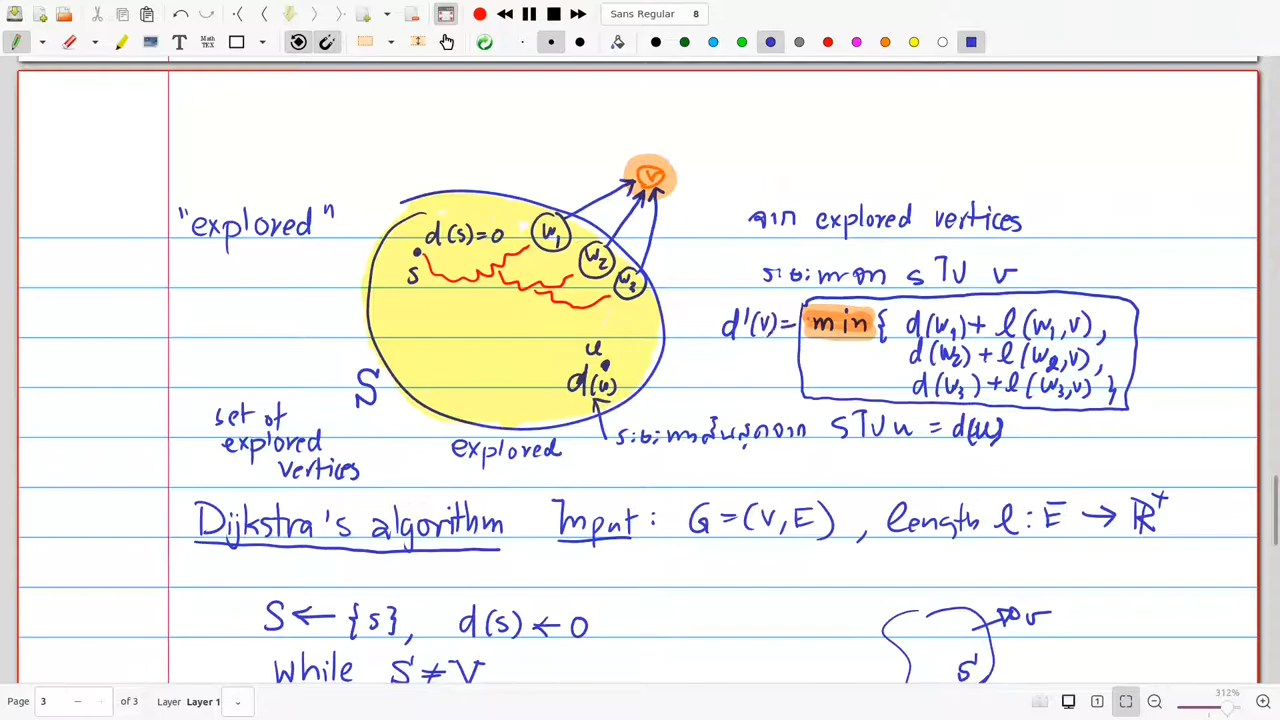 Sans Regular 8
"explored"
v
d(s)=0
s
w₁
w₂
w₃
u
d(u)
S
set of
explored
vertices
explored
จาก explored vertices
ระยะทาง s ไป v
d'(v)= min{ d(w₁)+ l(w₁,v),
d(w₂)+l(w₂,v),
d(w₃)+l(w₃,v) }
ระยะทางสั้นสุดจาก s ไป u = d(u)
Dijkstra's algorithm Input: G=(V,E), length l: E → ℝ⁺
S ← {s}, d(s) ← 0
while S ≠ V
v
S
Page 3 of 3 Layer Layer 1
312%